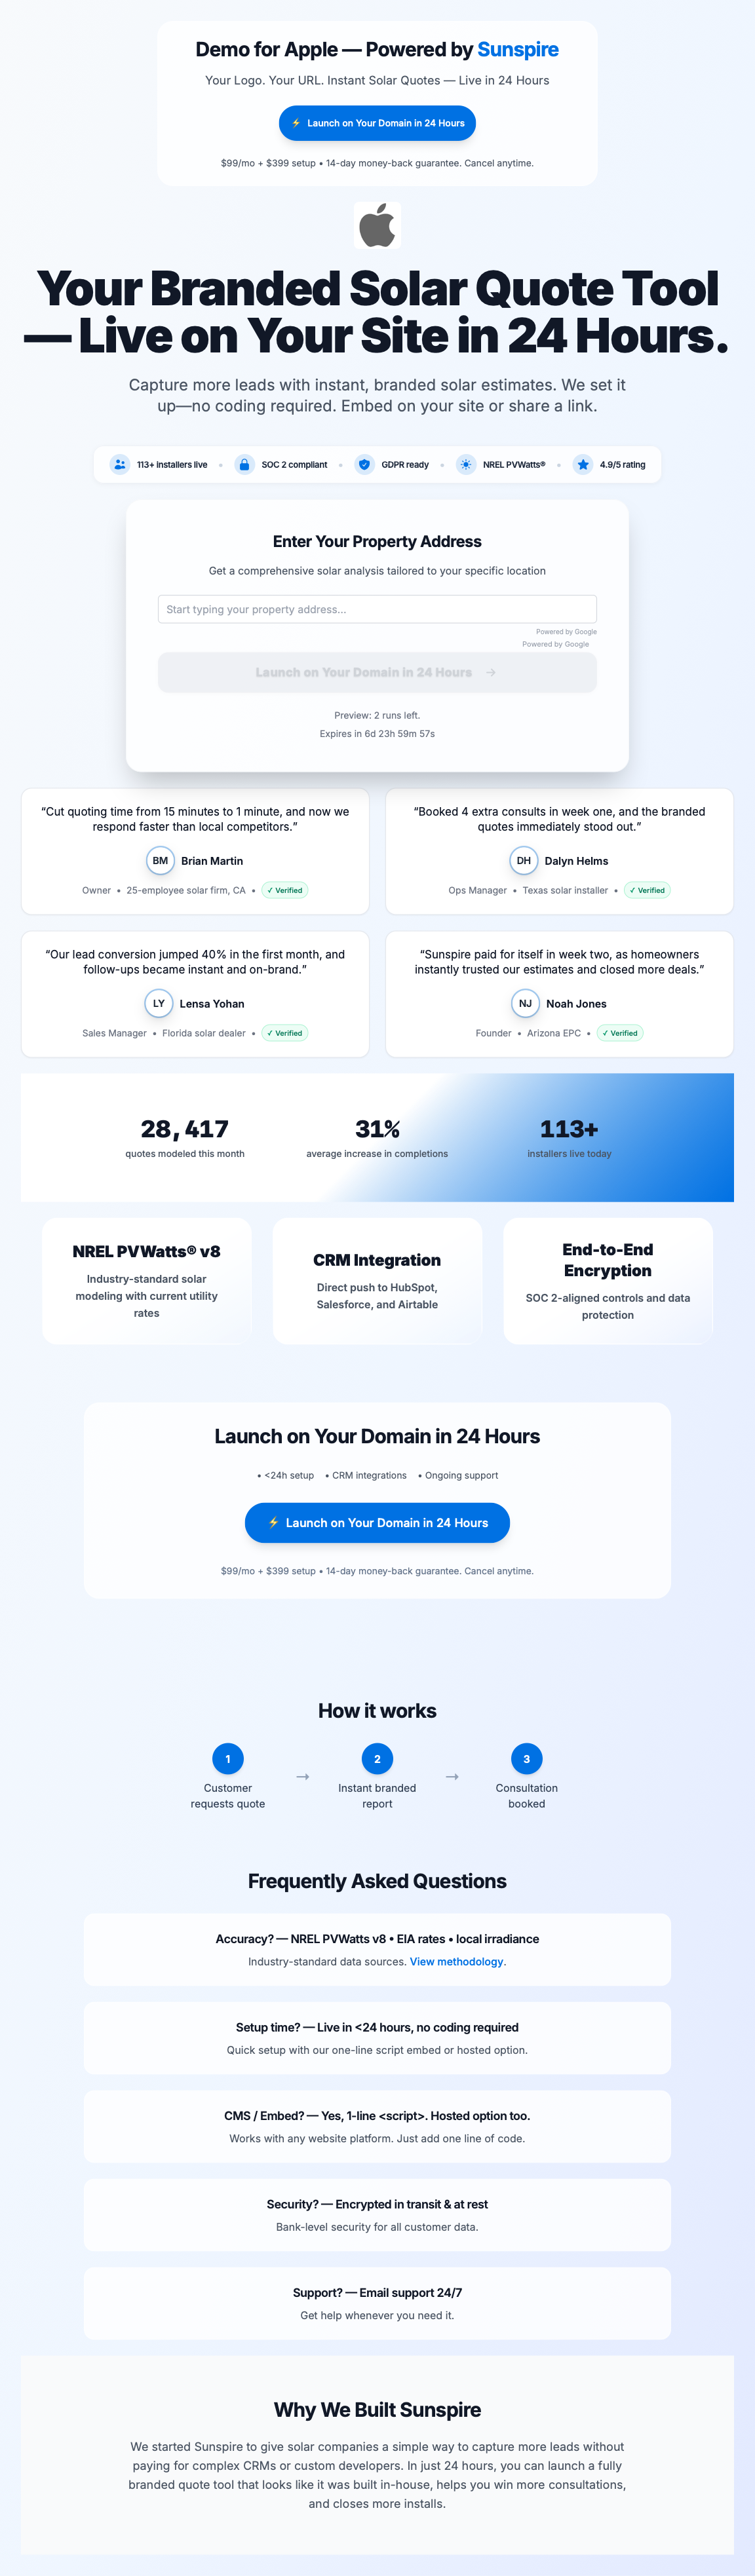 Demo for Apple — Powered by Sunspire
Your Logo. Your URL. Instant Solar Quotes — Live in 24 Hours
⚡ Launch on Your Domain in 24 Hours
$99/mo + $399 setup • 14-day money-back guarantee. Cancel anytime.
Your Branded Solar Quote Tool
— Live on Your Site in 24 Hours.
Capture more leads with instant, branded solar estimates. We set it
up—no coding required. Embed on your site or share a link.
113+ installers live • SOC 2 compliant • GDPR ready • NREL PVWatts® • 4.9/5 rating
Enter Your Property Address
Get a comprehensive solar analysis tailored to your specific location
Start typing your property address...
Powered by Google
Powered by Google
Launch on Your Domain in 24 Hours →
Preview: 2 runs left.
Expires in 6d 23h 59m 57s
“Cut quoting time from 15 minutes to 1 minute, and now we
respond faster than local competitors.”
BM Brian Martin
Owner • 25-employee solar firm, CA • ✓ Verified
“Booked 4 extra consults in week one, and the branded
quotes immediately stood out.”
DH Dalyn Helms
Ops Manager • Texas solar installer • ✓ Verified
“Our lead conversion jumped 40% in the first month, and
follow-ups became instant and on-brand.”
LY Lensa Yohan
Sales Manager • Florida solar dealer • ✓ Verified
“Sunspire paid for itself in week two, as homeowners
instantly trusted our estimates and closed more deals.”
NJ Noah Jones
Founder • Arizona EPC • ✓ Verified
28,417
quotes modeled this month
31%
average increase in completions
113+
installers live today
NREL PVWatts® v8
Industry-standard solar
modeling with current utility
rates
CRM Integration
Direct push to HubSpot,
Salesforce, and Airtable
End-to-End
Encryption
SOC 2-aligned controls and data
protection
Launch on Your Domain in 24 Hours
• <24h setup • CRM integrations • Ongoing support
⚡ Launch on Your Domain in 24 Hours
$99/mo + $399 setup • 14-day money-back guarantee. Cancel anytime.
How it works
1
Customer
requests quote
→
2
Instant branded
report
→
3
Consultation
booked
Frequently Asked Questions
Accuracy? — NREL PVWatts v8 • EIA rates • local irradiance
Industry-standard data sources. View methodology.
Setup time? — Live in <24 hours, no coding required
Quick setup with our one-line script embed or hosted option.
CMS / Embed? — Yes, 1-line <script>. Hosted option too.
Works with any website platform. Just add one line of code.
Security? — Encrypted in transit & at rest
Bank-level security for all customer data.
Support? — Email support 24/7
Get help whenever you need it.
Why We Built Sunspire
We started Sunspire to give solar companies a simple way to capture more leads without
paying for complex CRMs or custom developers. In just 24 hours, you can launch a fully
branded quote tool that looks like it was built in-house, helps you win more consultations,
and closes more installs.